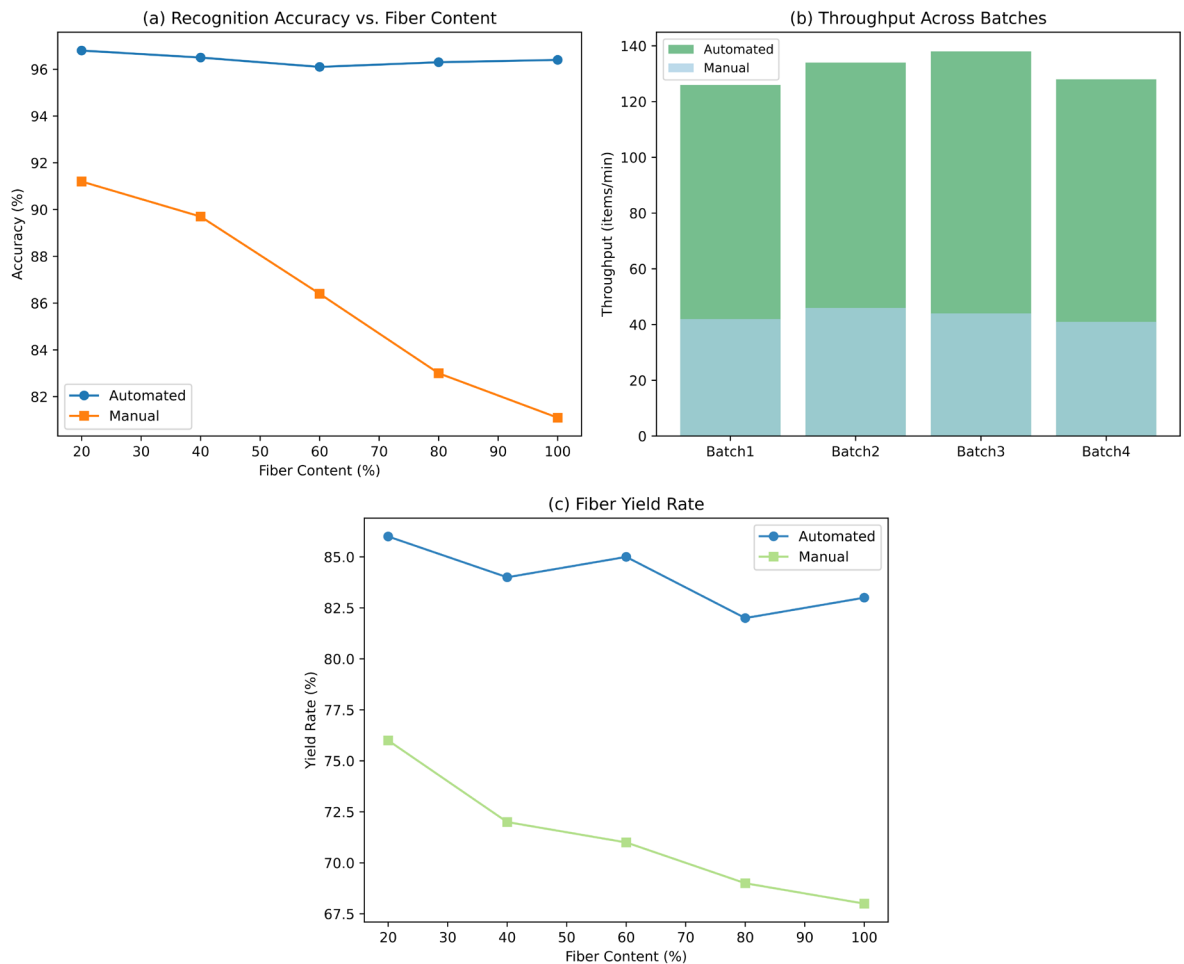 (a) Recognition Accuracy vs. Fiber Content
Accuracy (%)
96
94
92
90
88
86
84
82
Automated
Manual
20 30 40 50 60 70 80 90 100
Fiber Content (%)
(b) Throughput Across Batches
Throughput (items/min)
140
120
100
80
60
40
20
0
Automated
Manual
Batch1 Batch2 Batch3 Batch4
(c) Fiber Yield Rate
Yield Rate (%)
85.0
82.5
80.0
77.5
75.0
72.5
70.0
67.5
Automated
Manual
20 30 40 50 60 70 80 90 100
Fiber Content (%)